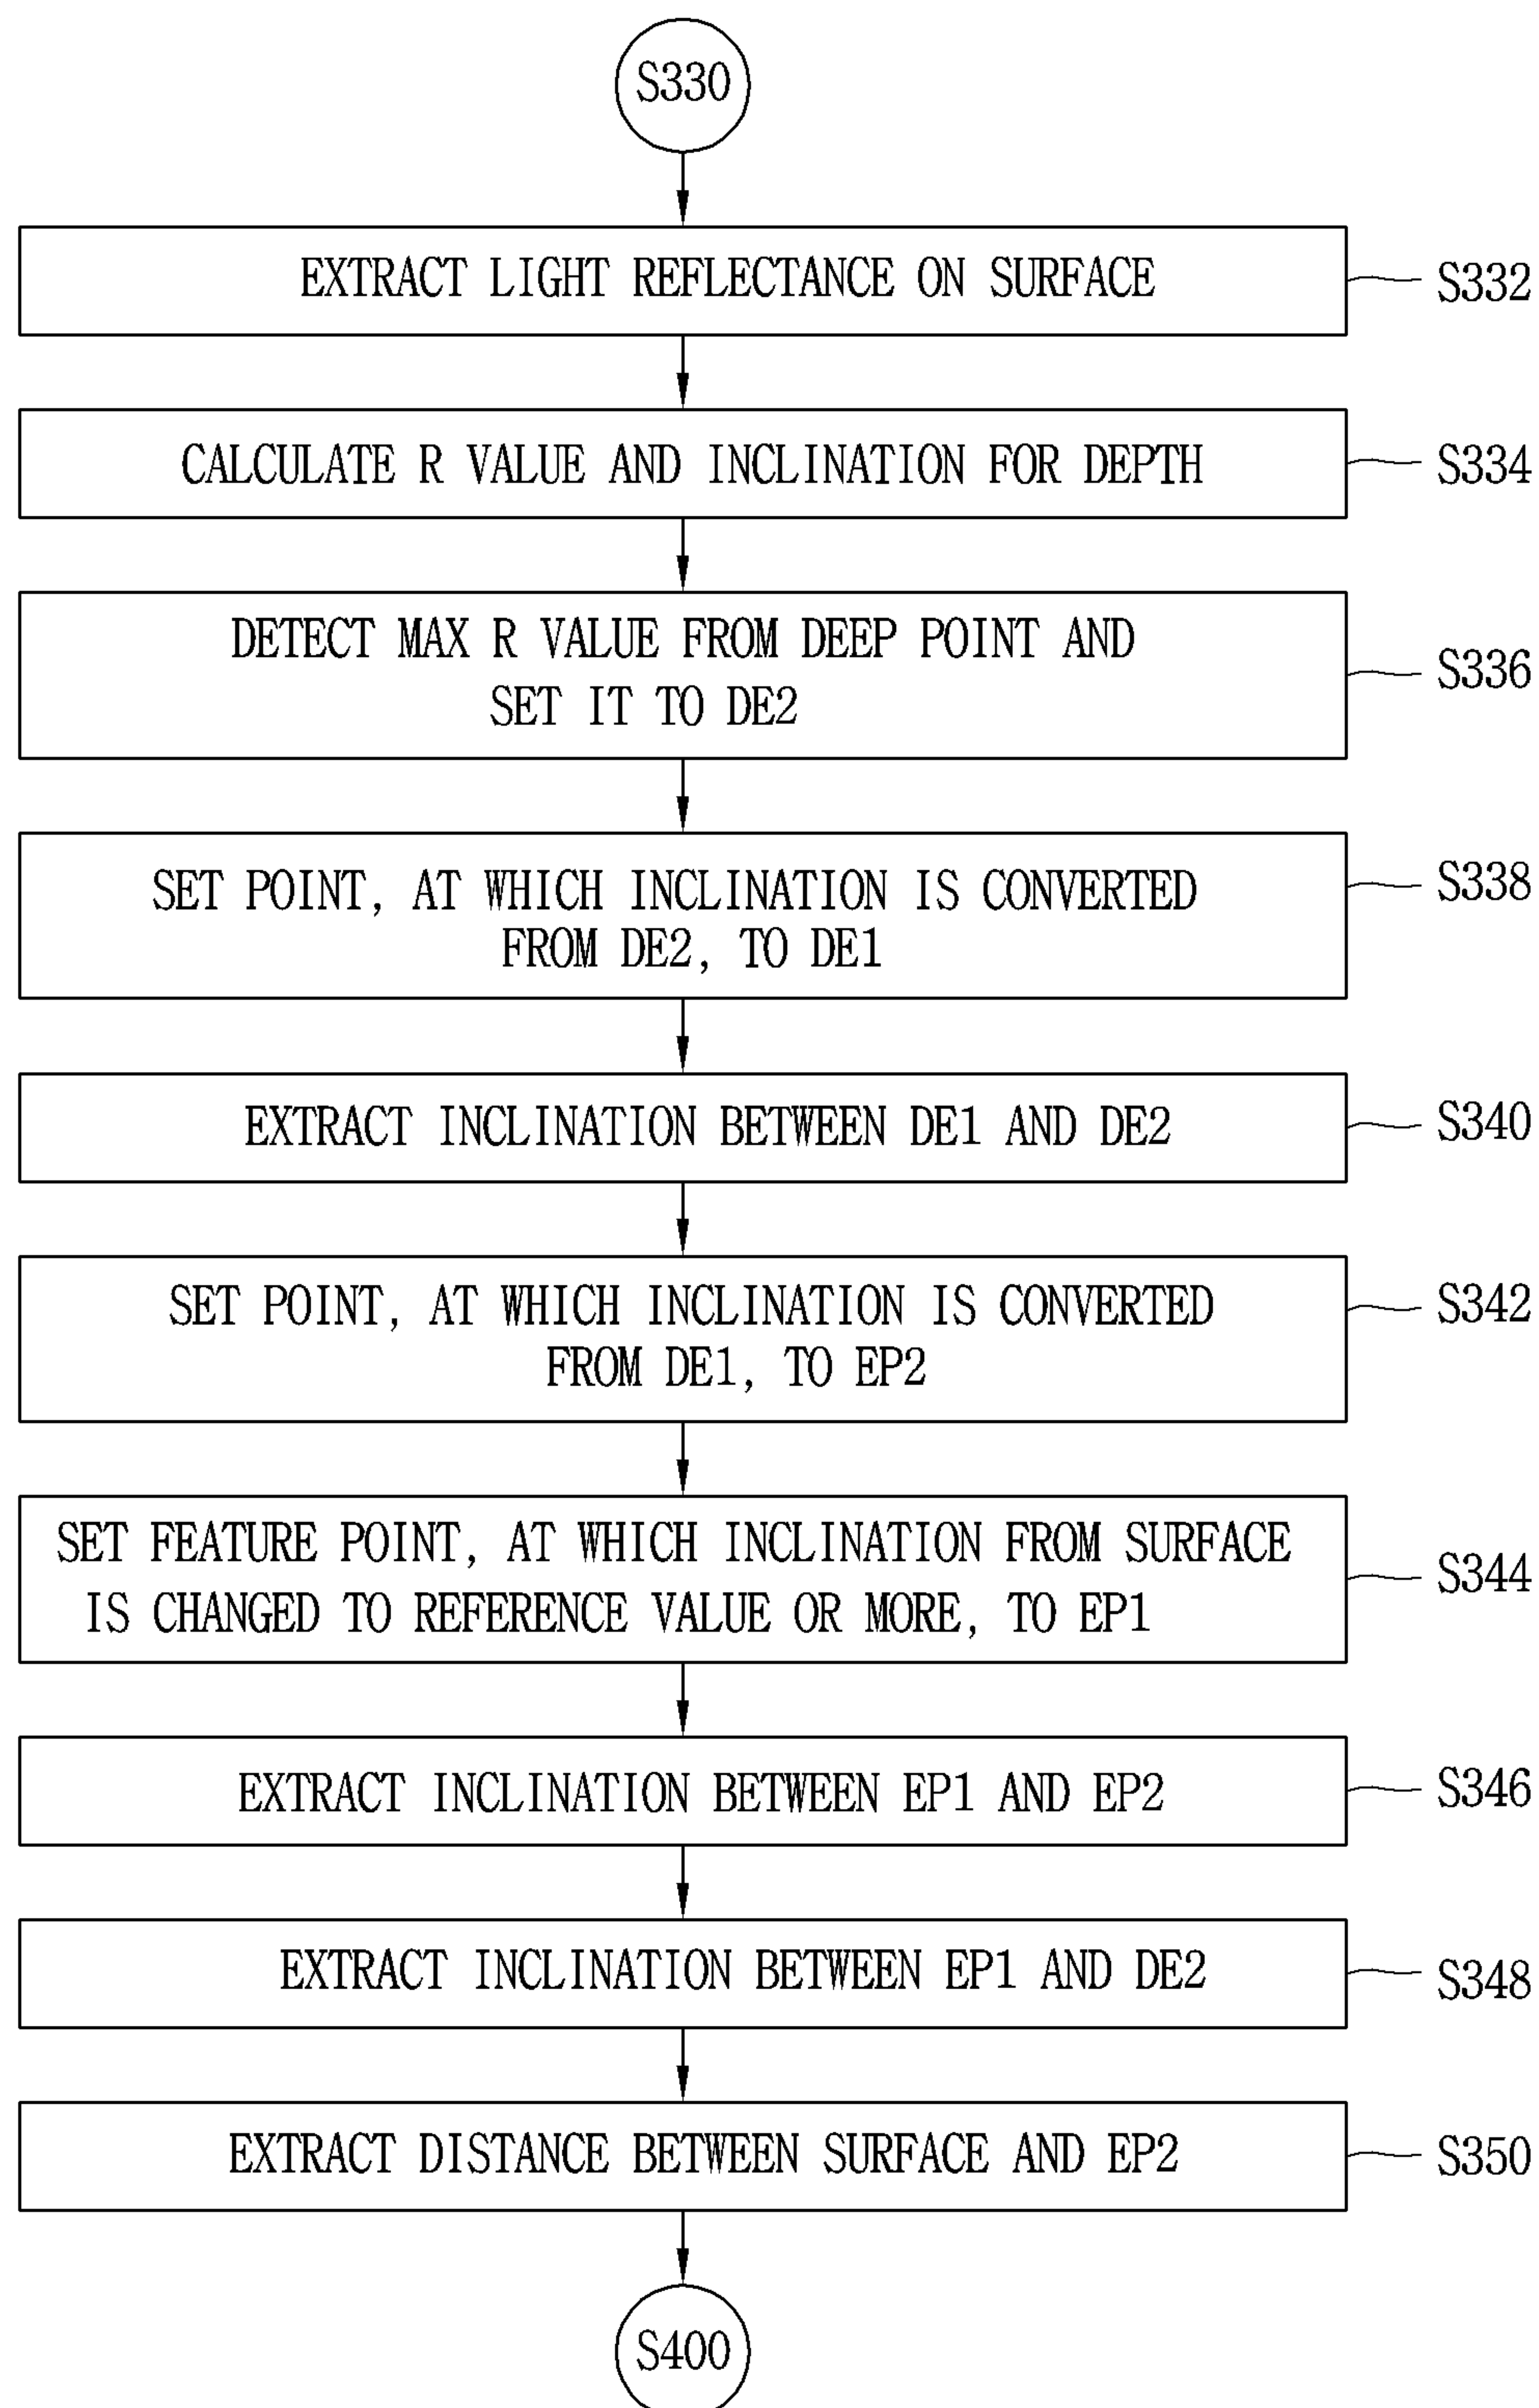 S330
EXTRACT LIGHT REFLECTANCE ON SURFACE
S332
CALCULATE R VALUE AND INCLINATION FOR DEPTH
S334
DETECT MAX R VALUE FROM DEEP POINT AND
SET IT TO DE2
S336
SET POINT, AT WHICH INCLINATION IS CONVERTED
FROM DE2, TO DE1
S338
EXTRACT INCLINATION BETWEEN DE1 AND DE2
S340
SET POINT, AT WHICH INCLINATION IS CONVERTED
FROM DE1, TO EP2
S342
SET FEATURE POINT, AT WHICH INCLINATION FROM SURFACE
IS CHANGED TO REFERENCE VALUE OR MORE, TO EP1
S344
EXTRACT INCLINATION BETWEEN EP1 AND EP2
S346
EXTRACT INCLINATION BETWEEN EP1 AND DE2
S348
EXTRACT DISTANCE BETWEEN SURFACE AND EP2
S350
S400